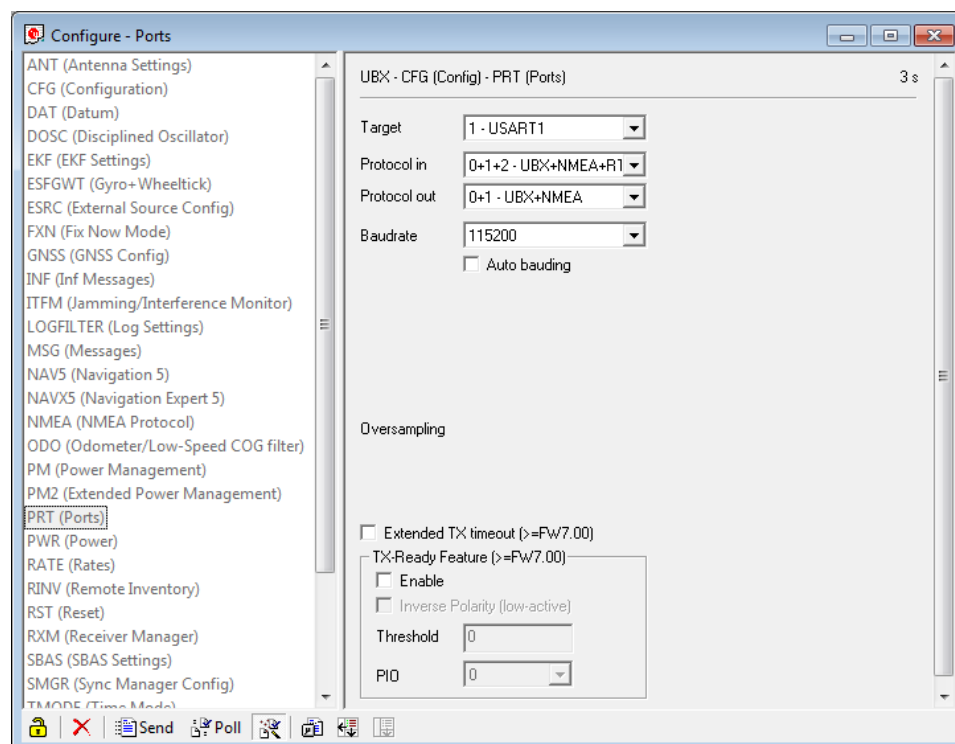 Configure - Ports
ANT (Antenna Settings)
CFG (Configuration)
DAT (Datum)
DOSC (Disciplined Oscillator)
EKF (EKF Settings)
ESFGWT (Gyro+Wheeltick)
ESRC (External Source Config)
FXN (Fix Now Mode)
GNSS (GNSS Config)
INF (Inf Messages)
ITFM (Jamming/Interference Monitor)
LOGFILTER (Log Settings)
MSG (Messages)
NAV5 (Navigation 5)
NAVX5 (Navigation Expert 5)
NMEA (NMEA Protocol)
ODO (Odometer/Low-Speed COG filter)
PM (Power Management)
PM2 (Extended Power Management)
PRT (Ports)
PWR (Power)
RATE (Rates)
RINV (Remote Inventory)
RST (Reset)
RXM (Receiver Manager)
SBAS (SBAS Settings)
SMGR (Sync Manager Config)
TMODE (Time Mode)
UBX - CFG (Config) - PRT (Ports) 3 s
Target 1 - USART1
Protocol in 0+1+2 - UBX+NMEA+RT
Protocol out 0+1 - UBX+NMEA
Baudrate 115200
Auto bauding
Oversampling
Extended TX timeout (>=FW7.00)
TX-Ready Feature (>=FW7.00)
Enable
Inverse Polarity (low-active)
Threshold 0
PIO 0
Send Poll